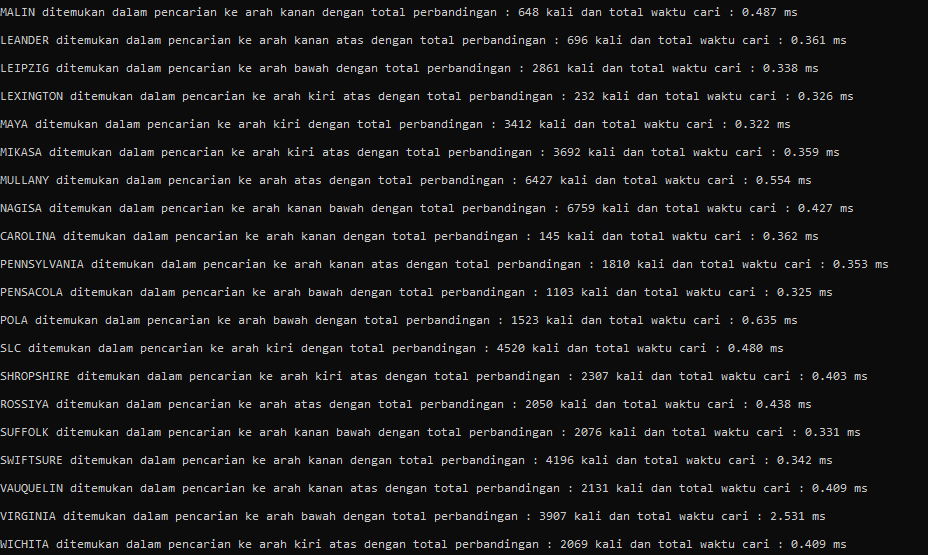 MALIN ditemukan dalam pencarian ke arah kanan dengan total perbandingan : 648 kali dan total waktu cari : 0.487 ms
LEANDER ditemukan dalam pencarian ke arah kanan atas dengan total perbandingan : 696 kali dan total waktu cari : 0.361 ms
LEIPZIG ditemukan dalam pencarian ke arah bawah dengan total perbandingan : 2861 kali dan total waktu cari : 0.338 ms
LEXINGTON ditemukan dalam pencarian ke arah kiri atas dengan total perbandingan : 232 kali dan total waktu cari : 0.326 ms
MAYA ditemukan dalam pencarian ke arah kiri dengan total perbandingan : 3412 kali dan total waktu cari : 0.322 ms
MIKASA ditemukan dalam pencarian ke arah kiri atas dengan total perbandingan : 3692 kali dan total waktu cari : 0.359 ms
MULLANY ditemukan dalam pencarian ke arah atas dengan total perbandingan : 6427 kali dan total waktu cari : 0.554 ms
NAGISA ditemukan dalam pencarian ke arah kanan bawah dengan total perbandingan : 6759 kali dan total waktu cari : 0.427 ms
CAROLINA ditemukan dalam pencarian ke arah kanan dengan total perbandingan : 145 kali dan total waktu cari : 0.362 ms
PENNSYLVANIA ditemukan dalam pencarian ke arah kanan atas dengan total perbandingan : 1810 kali dan total waktu cari : 0.353 ms
PENSACOLA ditemukan dalam pencarian ke arah bawah dengan total perbandingan : 1103 kali dan total waktu cari : 0.325 ms
POLA ditemukan dalam pencarian ke arah bawah dengan total perbandingan : 1523 kali dan total waktu cari : 0.635 ms
SLC ditemukan dalam pencarian ke arah kiri dengan total perbandingan : 4520 kali dan total waktu cari : 0.480 ms
SHROPSHIRE ditemukan dalam pencarian ke arah kiri atas dengan total perbandingan : 2307 kali dan total waktu cari : 0.403 ms
ROSSIYA ditemukan dalam pencarian ke arah atas dengan total perbandingan : 2050 kali dan total waktu cari : 0.438 ms
SUFFOLK ditemukan dalam pencarian ke arah kanan bawah dengan total perbandingan : 2076 kali dan total waktu cari : 0.331 ms
SWIFTSURE ditemukan dalam pencarian ke arah kanan dengan total perbandingan : 4196 kali dan total waktu cari : 0.342 ms
VAUQUELIN ditemukan dalam pencarian ke arah kanan atas dengan total perbandingan : 2131 kali dan total waktu cari : 0.409 ms
VIRGINIA ditemukan dalam pencarian ke arah bawah dengan total perbandingan : 3907 kali dan total waktu cari : 2.531 ms
WICHITA ditemukan dalam pencarian ke arah kiri atas dengan total perbandingan : 2069 kali dan total waktu cari : 0.409 ms